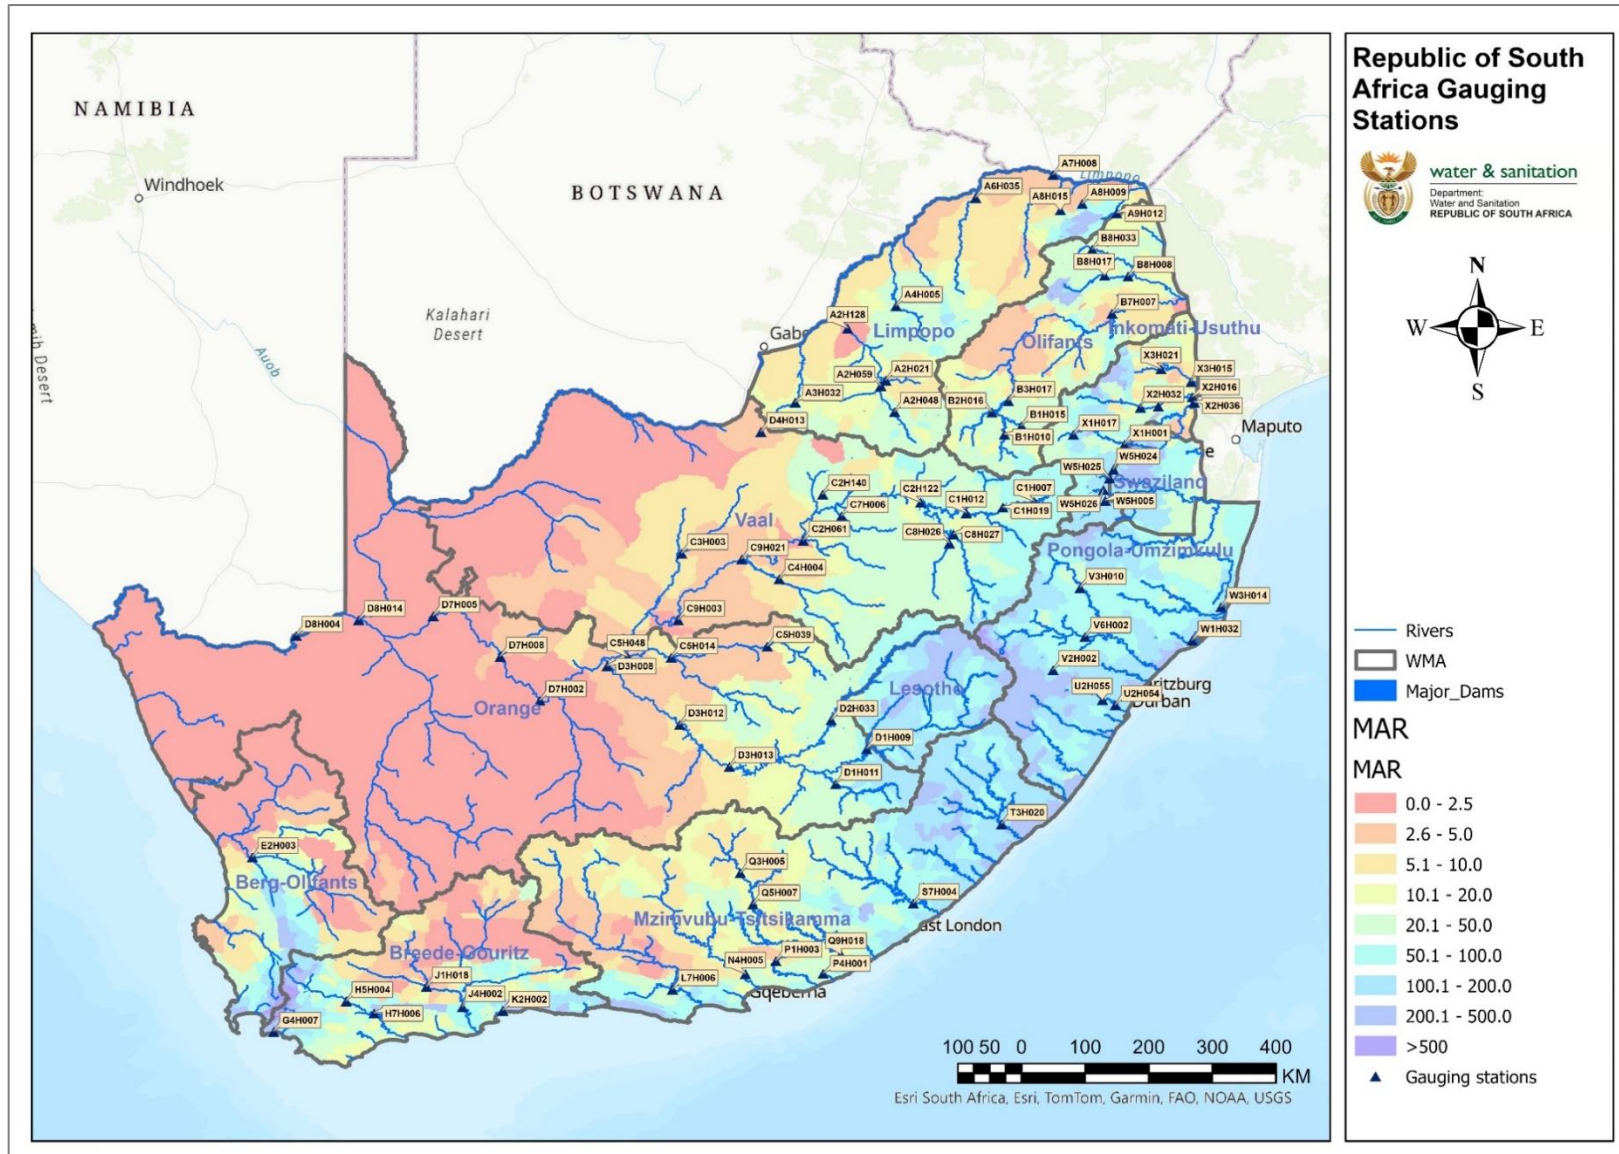 NAMIBIA
Windhoek
BOTSWANA
Kalahari
Desert
Auob
Limpopo
A7H008
A6H035
A8H009
A8H015
A9H012
B8H033
B8H017
B8H008
A4H005
B7H007
A2H128
Limpopo
Inkomati-Usuthu
Olifants
X3H021
A2H021
A2H059
X3H015
X2H016
A3H032
A2H048
B3H017
B2H016
X2H032
X2H036
B1H015
D4H013
X1H017
B1H010
X1H001
Maputo
W5H024
W5H025
Swaziland
C2H140
C2H122
C1H007
C7H006
C1H012
W5H026
W5H005
C1H019
Vaal
C2H061
C8H026
C8H027
C3H003
C9H021
Pongola-Umzimkulu
C4H004
V3H010
W3H014
D8H014
D7H005
C9H003
D8H004
W1H032
V6H002
C5H039
C5H048
C5H014
D7H008
D3H008
V2H002
Lesotho
U2H055
U2H054
Durban
D7H002
Orange
D3H012
D2H033
D1H009
D3H013
D1H011
T3H020
E2H003
Berg-Olifants
Q3H005
Q5H007
S7H004
Mzimvubu-Tsitsikamma
East London
Breede-Gouritz
Q9H018
P1H003
N4H005
P4H001
L7H006
Gqeberha
J1H018
H5H004
J4H002
K2H002
H7H006
G4H007
100 50 0 100 200 300 400
KM
Esri South Africa, Esri, TomTom, Garmin, FAO, NOAA, USGS
Republic of South
Africa Gauging
Stations
water & sanitation
Department:
Water and Sanitation
REPUBLIC OF SOUTH AFRICA
N
W E
S
Rivers
WMA
Major_Dams
MAR
MAR
0.0 - 2.5
2.6 - 5.0
5.1 - 10.0
10.1 - 20.0
20.1 - 50.0
50.1 - 100.0
100.1 - 200.0
200.1 - 500.0
>500
Gauging stations